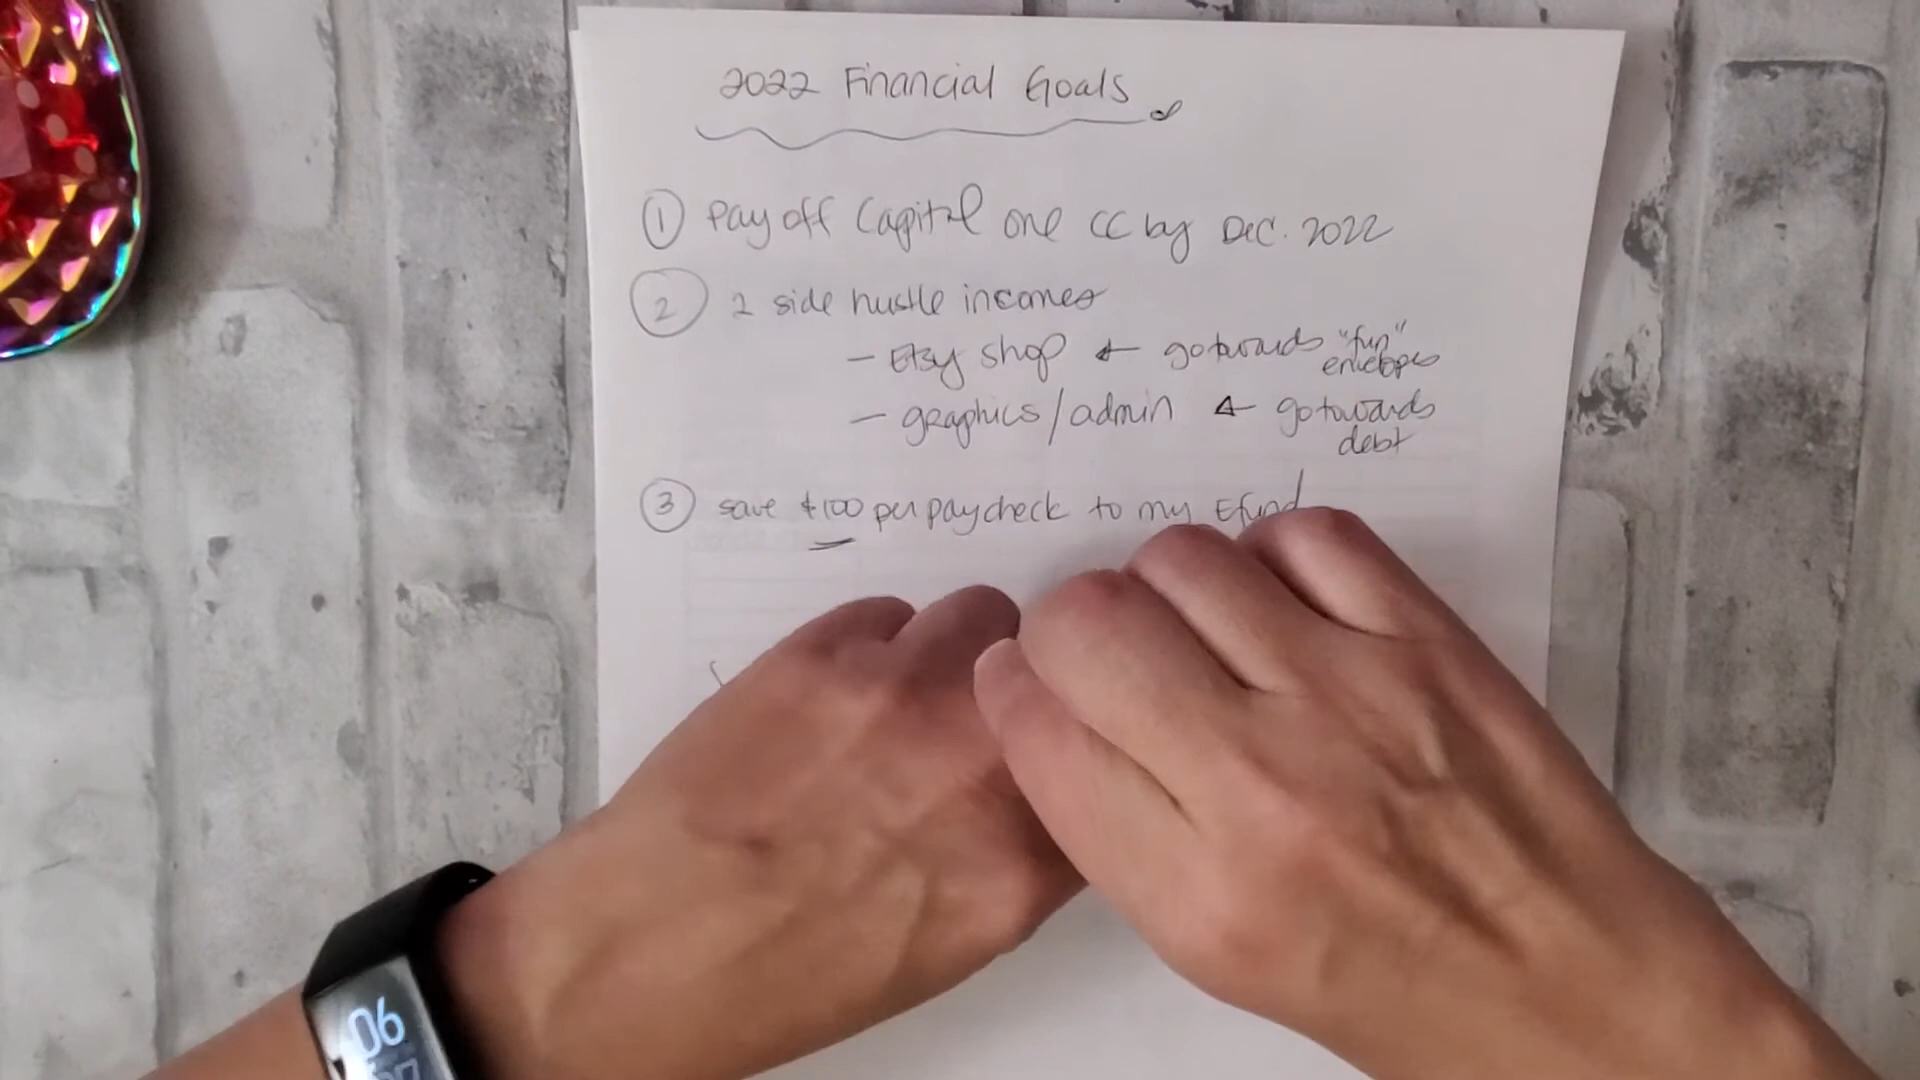 2022 Financial Goals
① Pay off Capital one CC by Dec. 2022
② 2 side hustle incomes
- Etsy shop ← go towards "fun"
envelopes
- graphics/admin ← go towards
debt
③ save $100 per paycheck to my Efund
06